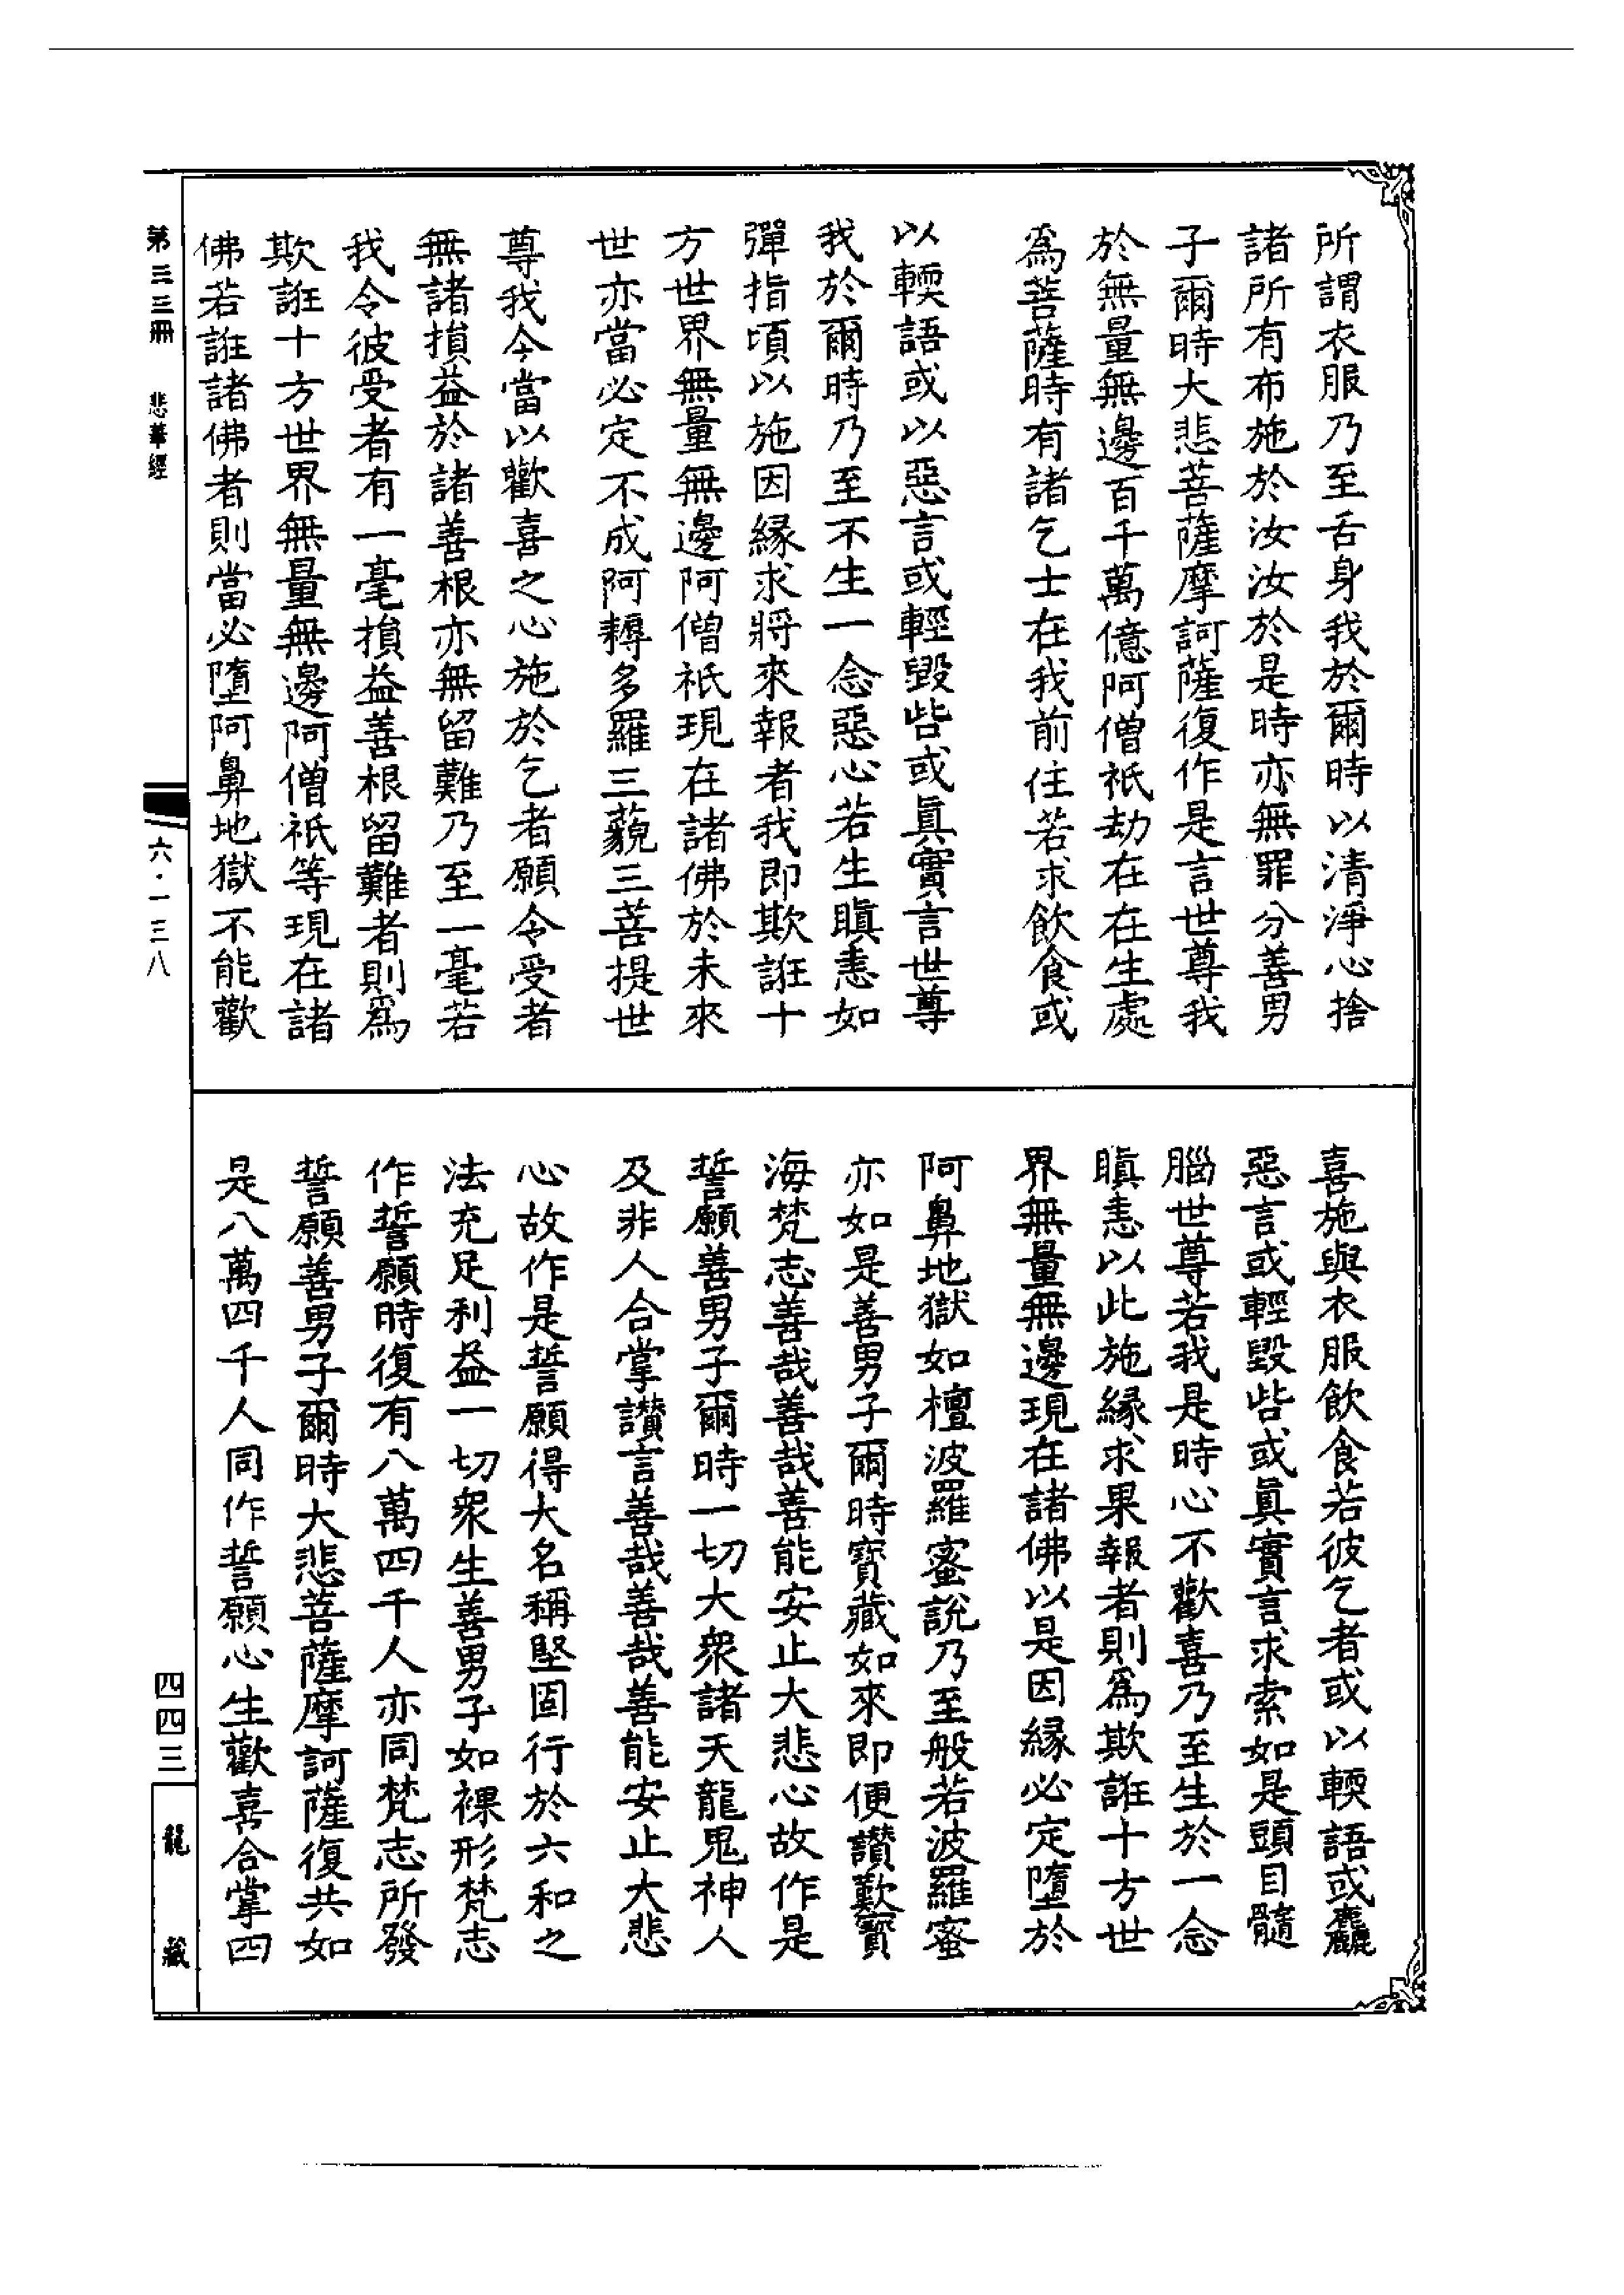 所謂衣服乃至舌身我於爾時以清淨心捨
諸所有布施於汝汝於是時亦無罪分善男
子爾時大悲菩薩摩訶薩復作是言世尊我
於無量無邊百千萬億阿僧祇劫在在生處
為菩薩時有諸乞士在我前住若求飲食或
以輭語或以惡言或輕毀呰或真實言世尊
我於爾時乃至不生一念惡心若生瞋恚如
彈指頃以施因緣求將來報者我即欺誑十
方世界無量無邊阿僧祇現在諸佛於未來
世亦當必定不成阿耨多羅三藐三菩提世
尊我今當以歡喜之心施於乞者願令受者
無諸損益於諸善根亦無留難乃至一毫若
我令彼受者有一毫損益善根留難者則為
欺誑十方世界無量無邊阿僧祇等現在諸
佛若誑諸佛者則當必墮阿鼻地獄不能歡
喜施與衣服飲食若彼乞者或以輭語或麤
惡言或輕毀呰或真實言求索如是頭目髓
腦世尊若我是時心不歡喜乃至生於一念
瞋恚以此施緣求果報者則為欺誑十方世
界無量無邊現在諸佛以是因緣必定墮於
阿鼻地獄如檀波羅蜜說乃至般若波羅蜜
亦如是善男子爾時寶藏如來即便讚歎寶
海梵志善哉善哉善能安止大悲心故作是
誓願善男子爾時一切大眾諸天龍鬼神人
及非人合掌讚言善哉善哉善能安止大悲
心故作是誓願得大名稱堅固行於六和之
法充足利益一切眾生善男子如裸形梵志
作誓願時復有八萬四千人亦同梵志所發
誓願善男子爾時大悲菩薩摩訶薩復共如
是八萬四千人同作誓願心生歡喜合掌四
第三三冊 悲華經
六·一三八
四四三
龍藏